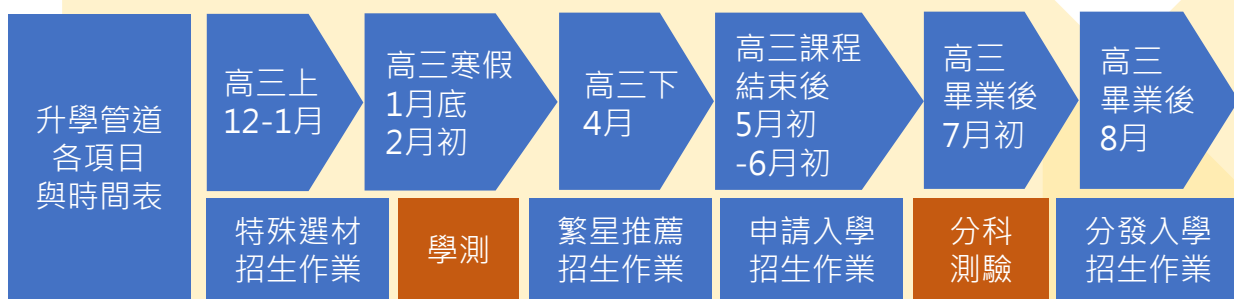 升學管道
各項目
與時間表
高三上
12-1月
高三寒假
1月底
2月初
高三下
4月
高三課程
結束後
5月初
-6月初
高三
畢業後
7月初
高三
畢業後
8月
特殊選材
招生作業
學測
繁星推薦
招生作業
申請入學
招生作業
分科
測驗
分發入學
招生作業